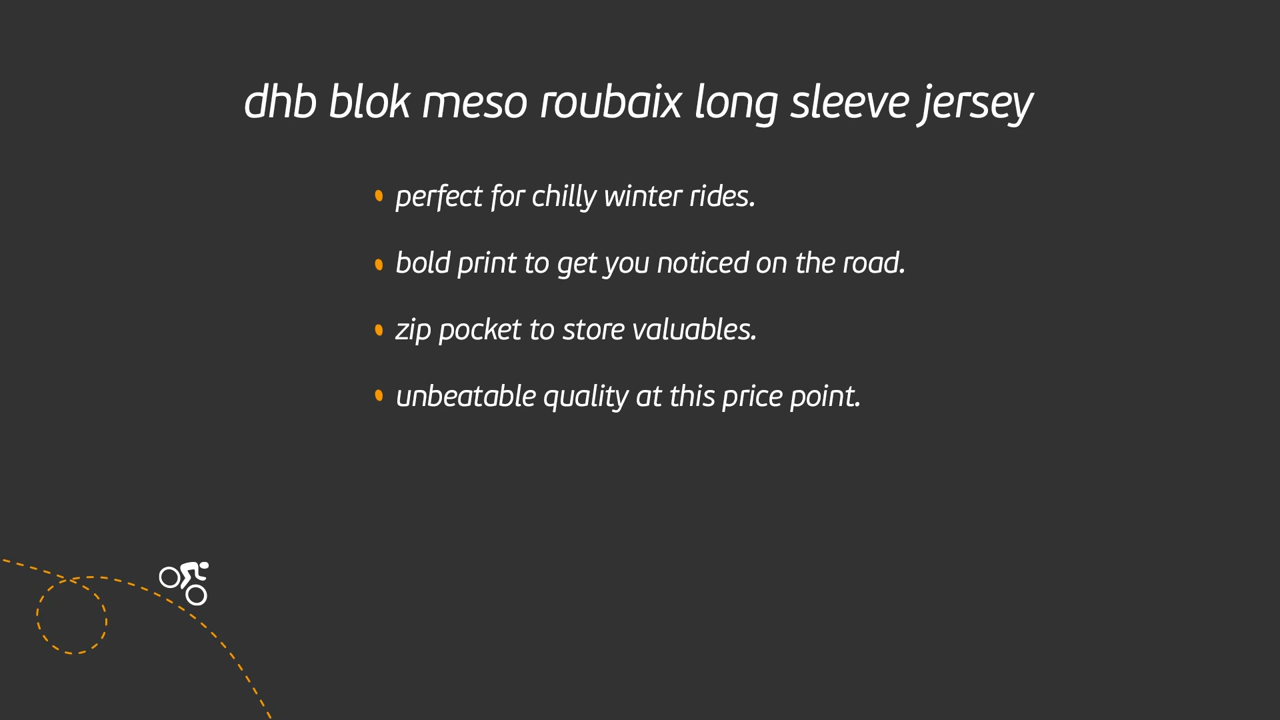 dhb blok meso roubaix long sleeve jersey
perfect for chilly winter rides.
bold print to get you noticed on the road.
zip pocket to store valuables.
unbeatable quality at this price point.